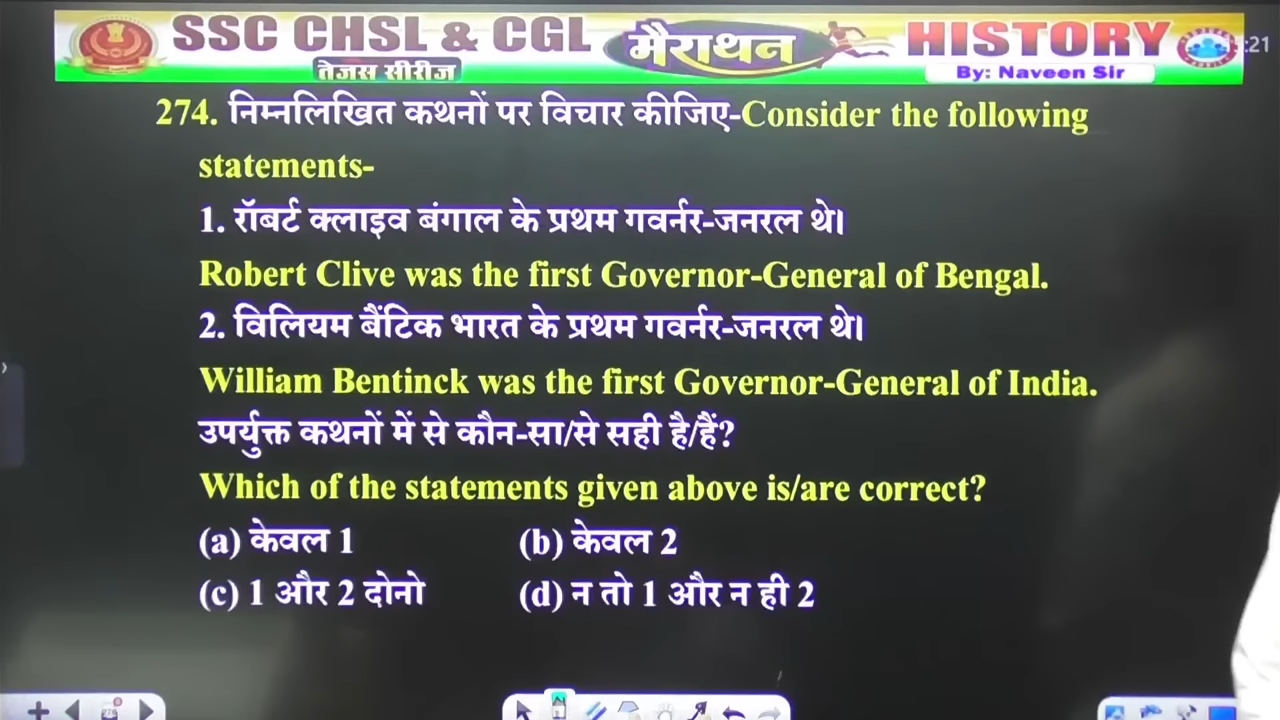 SSC CHSL & CGL मैराथन HISTORY
तेजस सीरीज By: Naveen Sir
:21
274. निम्नलिखित कथनों पर विचार कीजिए-Consider the following
statements-
1. रॉबर्ट क्लाइव बंगाल के प्रथम गवर्नर-जनरल थे।
Robert Clive was the first Governor-General of Bengal.
2. विलियम बैंटिक भारत के प्रथम गवर्नर-जनरल थे।
William Bentinck was the first Governor-General of India.
उपर्युक्त कथनों में से कौन-सा/से सही है/हैं?
Which of the statements given above is/are correct?
(a) केवल 1 (b) केवल 2
(c) 1 और 2 दोनो (d) न तो 1 और न ही 2